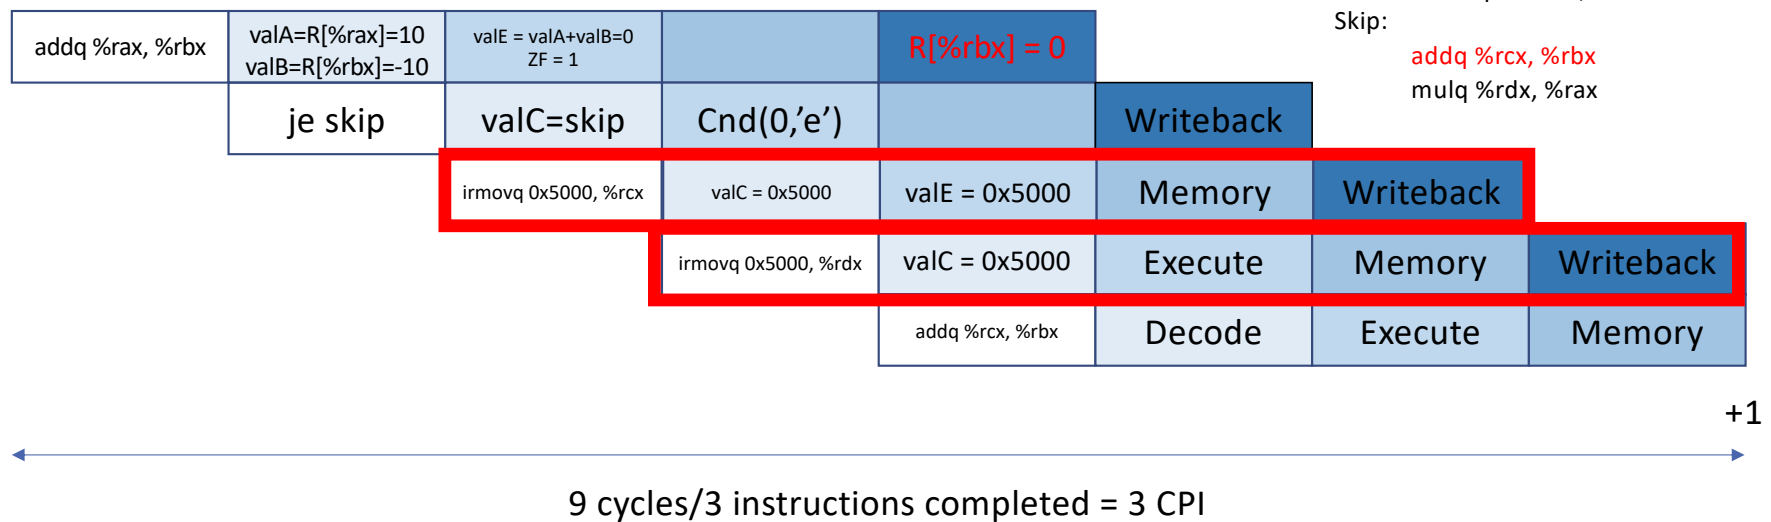 Skip:
addq %rcx, %rbx
mulq %rdx, %rax
addq %rax, %rbx
valA=R[%rax]=10
valB=R[%rbx]=-10
valE = valA+valB=0
ZF = 1
R[%rbx] = 0
je skip
valC=skip
Cnd(0,’e’)
Writeback
irmovq 0x5000, %rcx
valC = 0x5000
valE = 0x5000
Memory
Writeback
irmovq 0x5000, %rdx
valC = 0x5000
Execute
Memory
Writeback
addq %rcx, %rbx
Decode
Execute
Memory
+1
9 cycles/3 instructions completed = 3 CPI